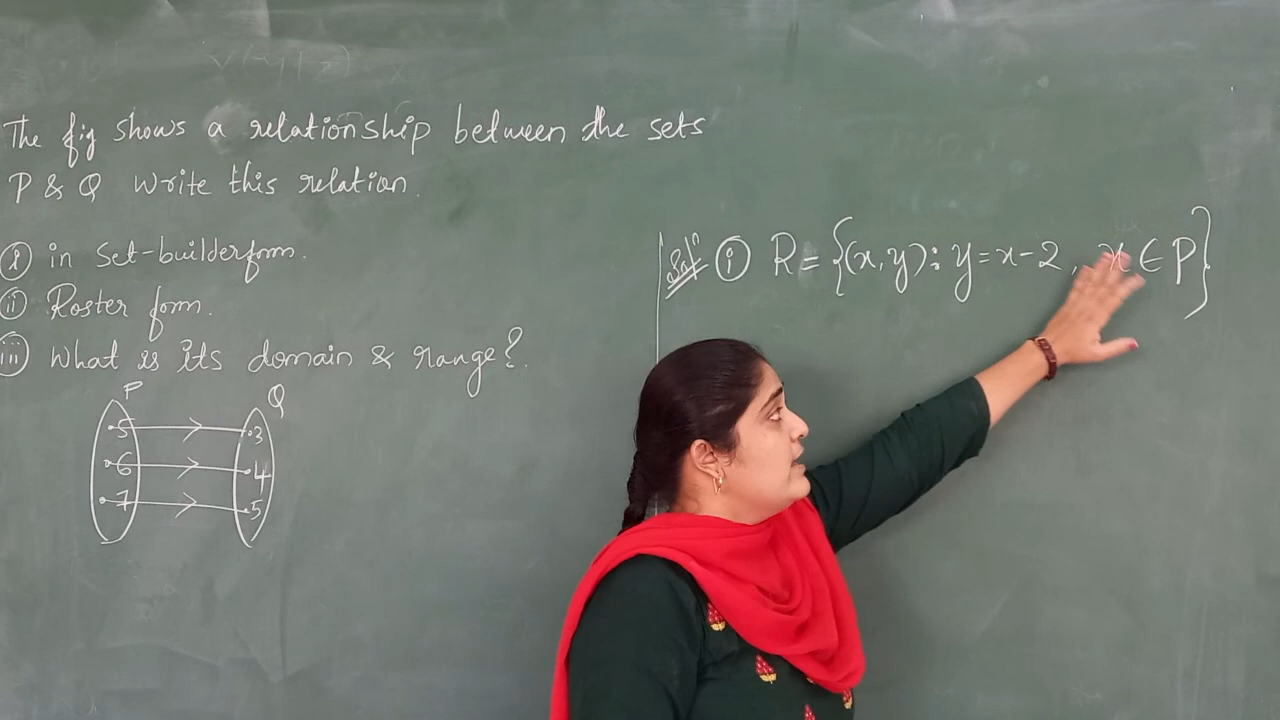 The fig shows a relationship between the sets
P & Q Write this relation.
(i) in Set-builderform.
(ii) Roster form.
(iii) What is its domain & range?
P Q
5 3
6 4
7 5
Sol^n (i) R = {(x, y) : y = x - 2, x ∈ P}